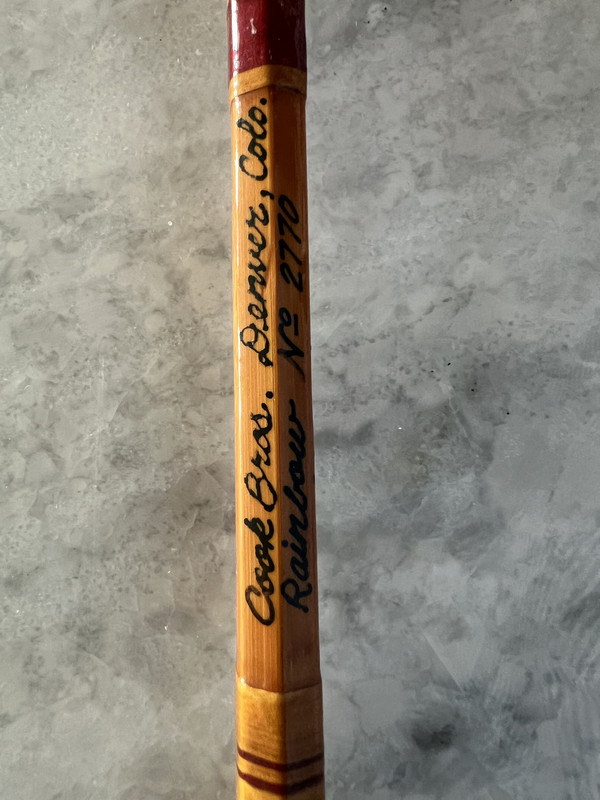 Cook Bros. Denver, Colo.
Rainbow Nº 2770